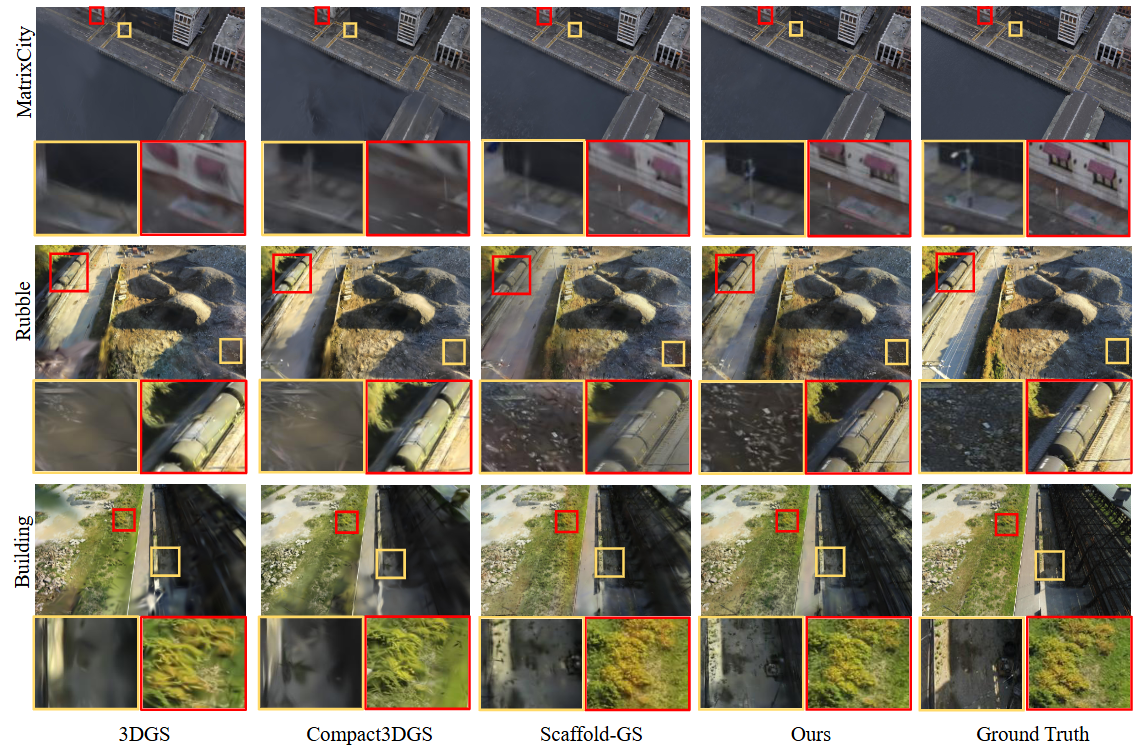 MatrixCity
Rubble
Building
3DGS
Compact3DGS
Scaffold-GS
Ours
Ground Truth